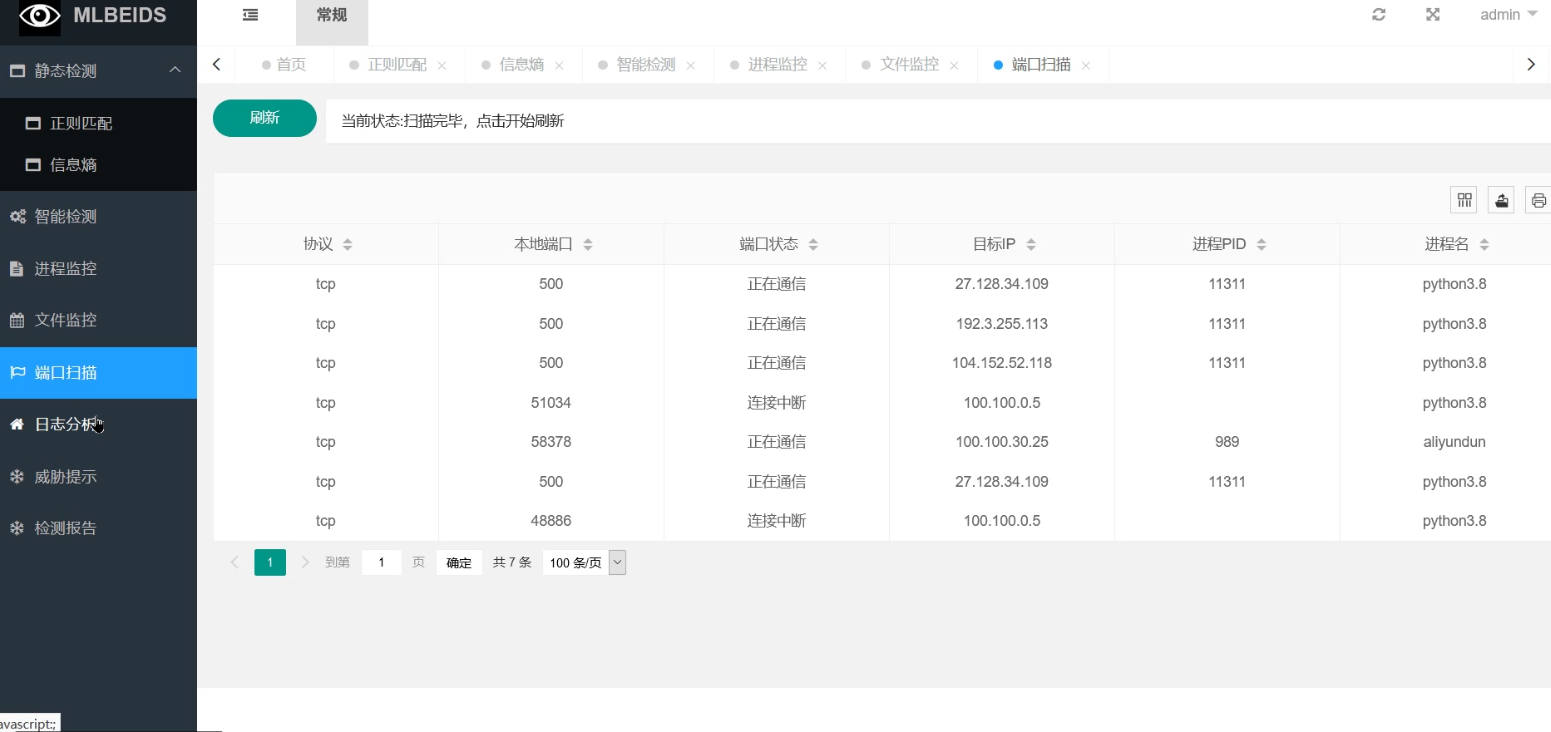 MLBEIDS
常规
admin
静态检测
正则匹配
信息熵
智能检测
进程监控
文件监控
端口扫描
日志分析
威胁提示
检测报告
首页 正则匹配 信息熵 智能检测 进程监控 文件监控 端口扫描
刷新 当前状态:扫描完毕，点击开始刷新
协议 本地端口 端口状态 目标IP 进程PID 进程名
tcp 500 正在通信 27.128.34.109 11311 python3.8
tcp 500 正在通信 192.3.255.113 11311 python3.8
tcp 500 正在通信 104.152.52.118 11311 python3.8
tcp 51034 连接中断 100.100.0.5 python3.8
tcp 58378 正在通信 100.100.30.25 989 aliyundun
tcp 500 正在通信 27.128.34.109 11311 python3.8
tcp 48886 连接中断 100.100.0.5 python3.8
1 到第 1 页 确定 共 7 条 100 条/页
avascript:;